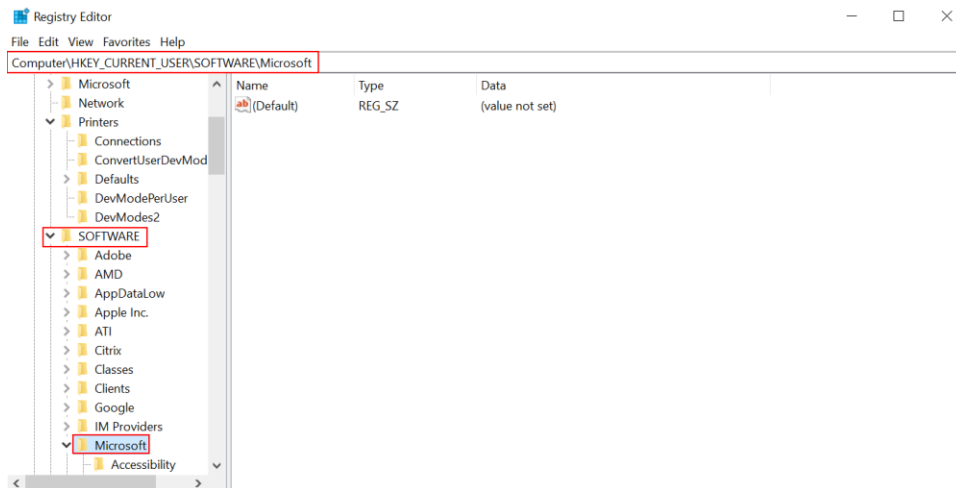 Registry Editor
File Edit View Favorites Help
Computer\HKEY_CURRENT_USER\SOFTWARE\Microsoft
Microsoft
Network
Printers
Connections
ConvertUserDevMod
Defaults
DevModePerUser
DevModes2
SOFTWARE
Adobe
AMD
AppDataLow
Apple Inc.
ATI
Citrix
Classes
Clients
Google
IM Providers
Microsoft
Accessibility
Name Type Data
ab (Default) REG_SZ (value not set)